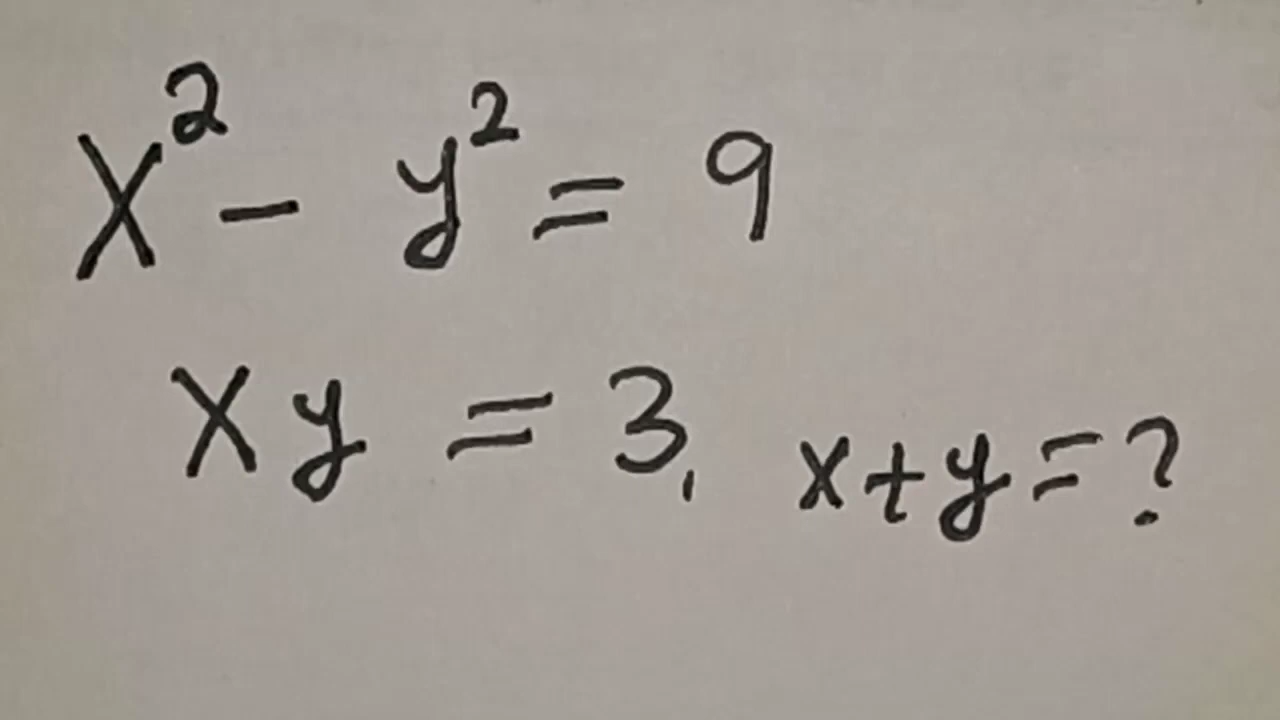 x² - y² = 9
xy = 3, x+y=?